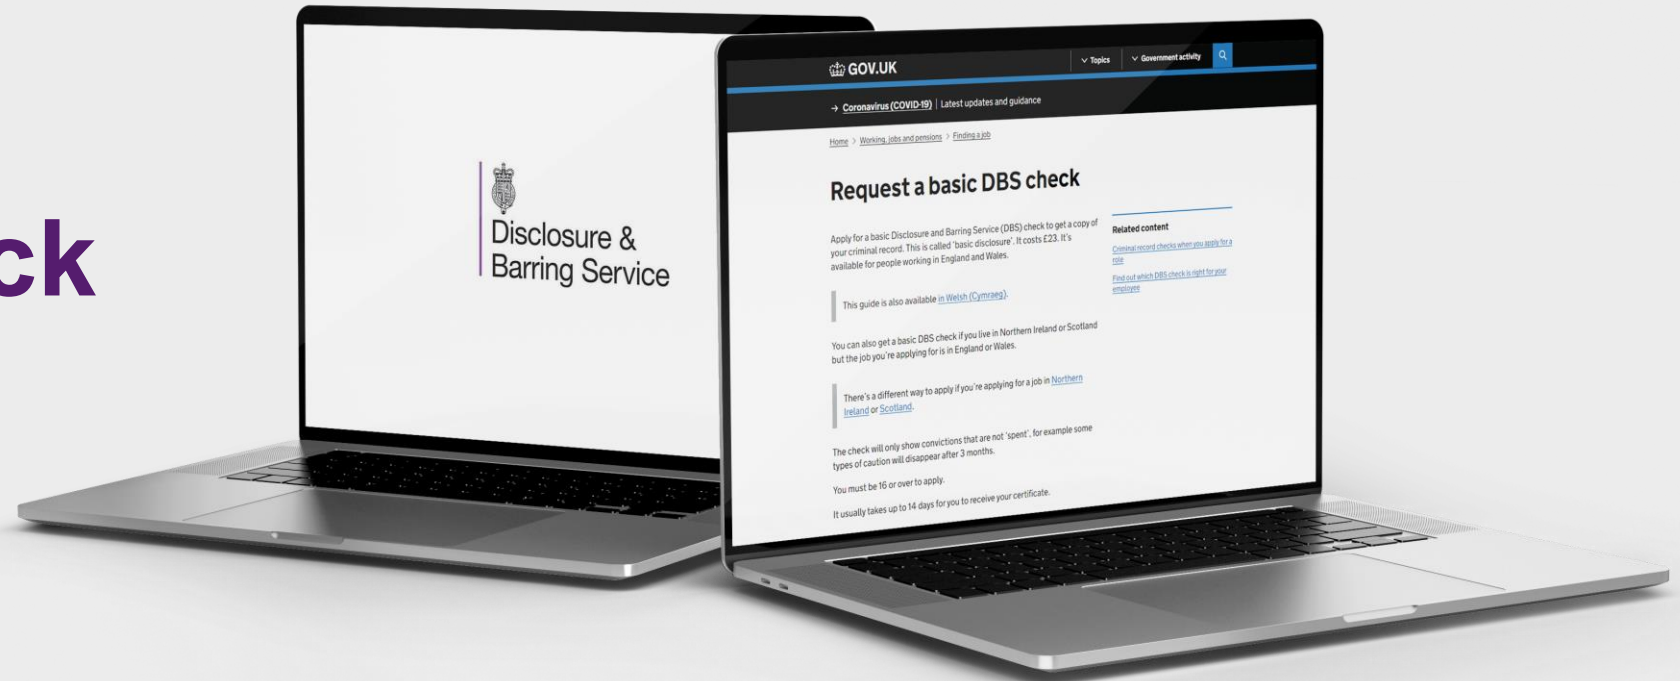 ck
Disclosure &
Barring Service
GOV.UK
Topics
Government activity
→ Coronavirus (COVID-19) | Latest updates and guidance
Home > Working, jobs and pensions > Finding a job
Request a basic DBS check
Apply for a basic Disclosure and Barring Service (DBS) check to get a copy of
your criminal record. This is called 'basic disclosure'. It costs £23. It's
available for people working in England and Wales.
This guide is also available in Welsh (Cymraeg).
You can also get a basic DBS check if you live in Northern Ireland or Scotland
but the job you're applying for is in England or Wales.
There's a different way to apply if you're applying for a job in Northern
Ireland or Scotland.
The check will only show convictions that are not 'spent', for example some
types of caution will disappear after 3 months.
You must be 16 or over to apply.
It usually takes up to 14 days for you to receive your certificate.
Related content
Criminal record checks when you apply for a
role
Find out which DBS check is right for your
employee